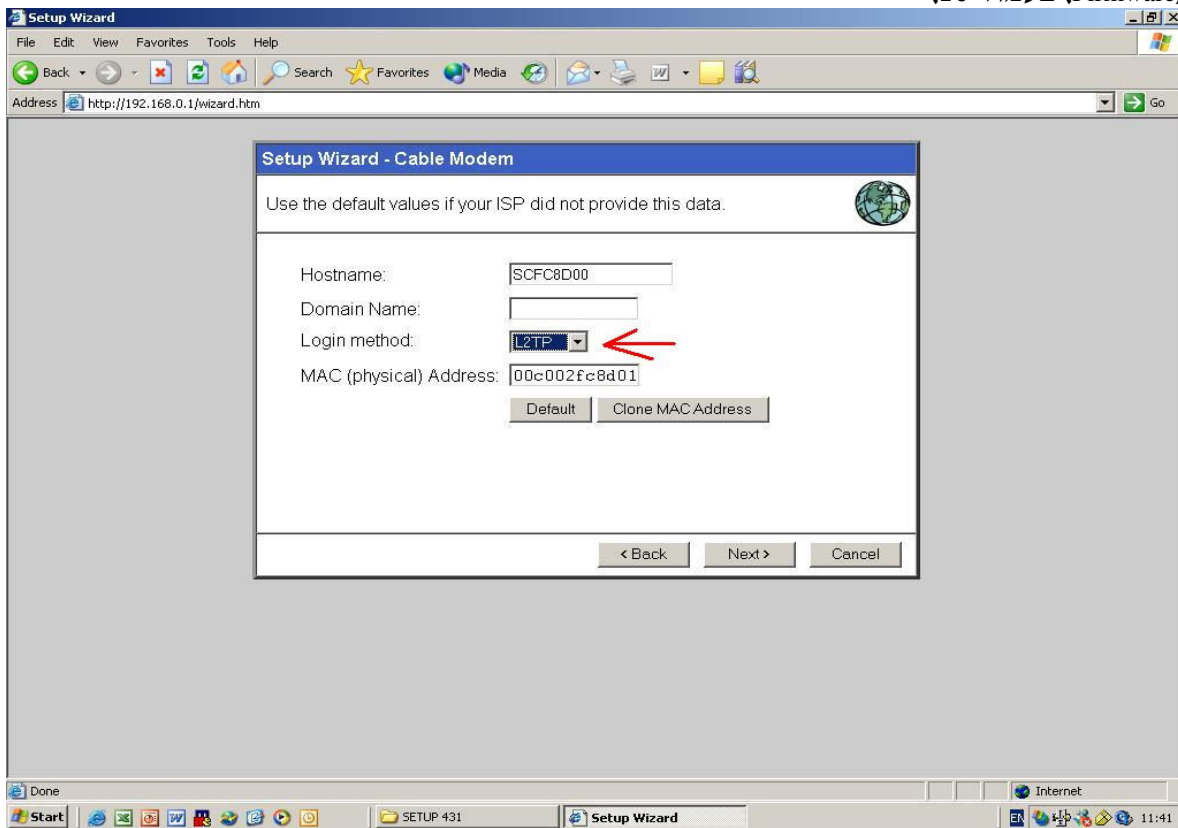 Setup Wizard
File Edit View Favorites Tools Help
Back Search Favorites Media
Address http://192.168.0.1/wizard.htm Go
Setup Wizard - Cable Modem
Use the default values if your ISP did not provide this data.
Hostname: SCFC8D00
Domain Name:
Login method: L2TP
MAC (physical) Address: 00c002fc8d01
Default Clone MAC Address
< Back Next > Cancel
Done Internet
Start SETUP 431 Setup Wizard EN 11:41